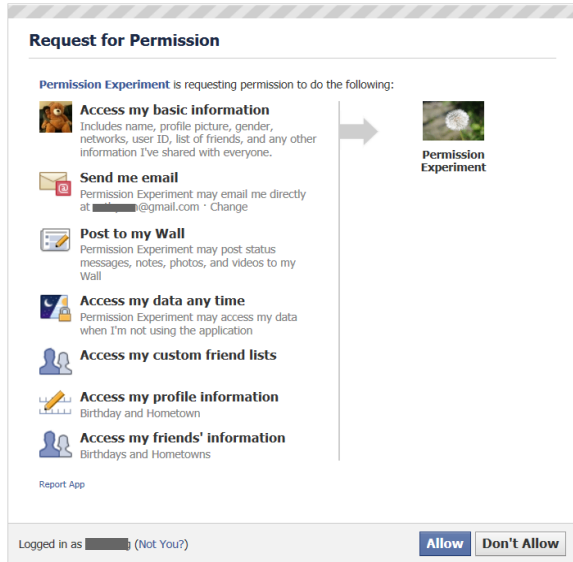 Request for Permission
Permission Experiment is requesting permission to do the following:
Access my basic information
Includes name, profile picture, gender,
networks, user ID, list of friends, and any other
information I've shared with everyone.
Permission
Experiment
Send me email
Permission Experiment may email me directly
at @gmail.com · Change
Post to my Wall
Permission Experiment may post status
messages, notes, photos, and videos to my
Wall
Access my data any time
Permission Experiment may access my data
when I'm not using the application
Access my custom friend lists
Access my profile information
Birthday and Hometown
Access my friends' information
Birthdays and Hometowns
Report App
Logged in as (Not You?)
Allow
Don't Allow